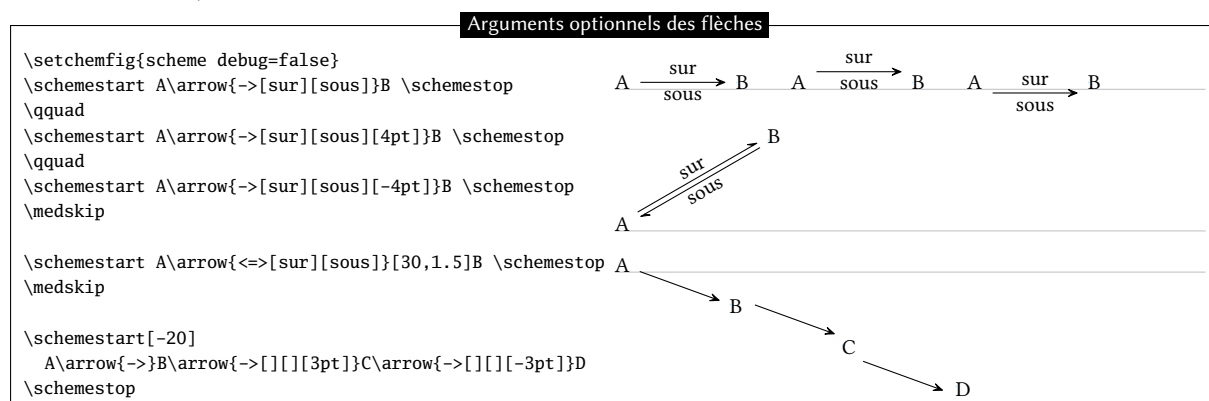 Arguments optionnels des flèches
\setchemfig{scheme debug=false}
\schemestart A\arrow{->[sur][sous]}B \schemestop
\qquad
\schemestart A\arrow{->[sur][sous][4pt]}B \schemestop
\qquad
\schemestart A\arrow{->[sur][sous][-4pt]}B \schemestop
\medskip
\schemestart A\arrow{<=>[sur][sous]}[30,1.5]B \schemestop
\medskip
\schemestart[-20]
A\arrow{->}B\arrow{->[][][3pt]}C\arrow{->[][][-3pt]}D
\schemestop
A sur sous B A sur sous B A sur sous B
B
sur
sous
A
A
B
C
D